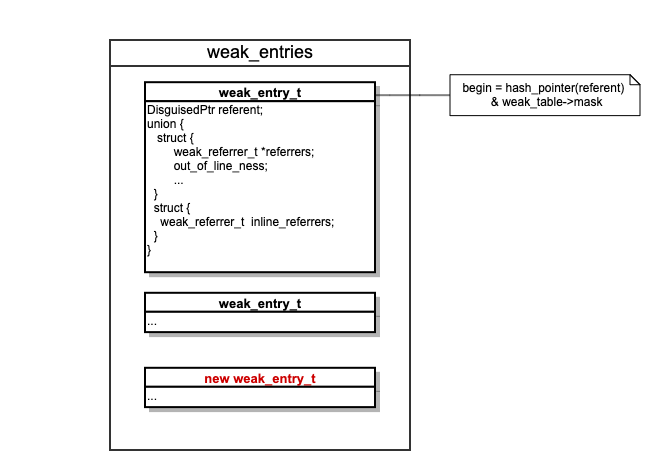 weak_entries
weak_entry_t
DisguisedPtr referent;
union {
struct {
weak_referrer_t *referrers;
out_of_line_ness;
...
}
struct {
weak_referrer_t inline_referrers;
}
}
begin = hash_pointer(referent)
& weak_table->mask
weak_entry_t
...
new weak_entry_t
...